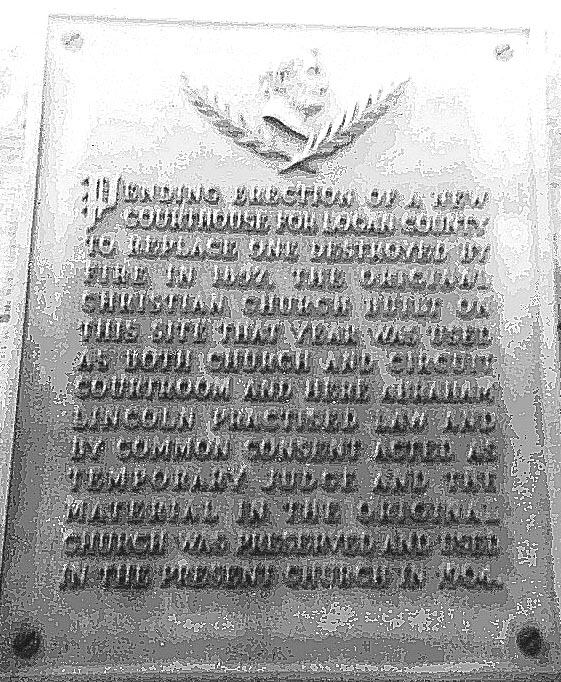 PENDING ERECTION OF A NEW
COURTHOUSE FOR LOGAN COUNTY
TO REPLACE ONE DESTROYED BY
FIRE IN THE ORIGINAL
CHRISTIAN CHURCH BUILT ON
THIS SITE THAT YEAR WAS USED
AS BOTH CHURCH AND CIRCUIT
COURTROOM AND HERE ABRAHAM
LINCOLN PRACTISED LAW AND
BY COMMON CONSENT ACTED AS
TEMPORARY JUDGE AND THE
MATERIAL IN THE ORIGINAL
CHURCH WAS PRESERVED AND USED
IN THE PRESENT CHURCH IN